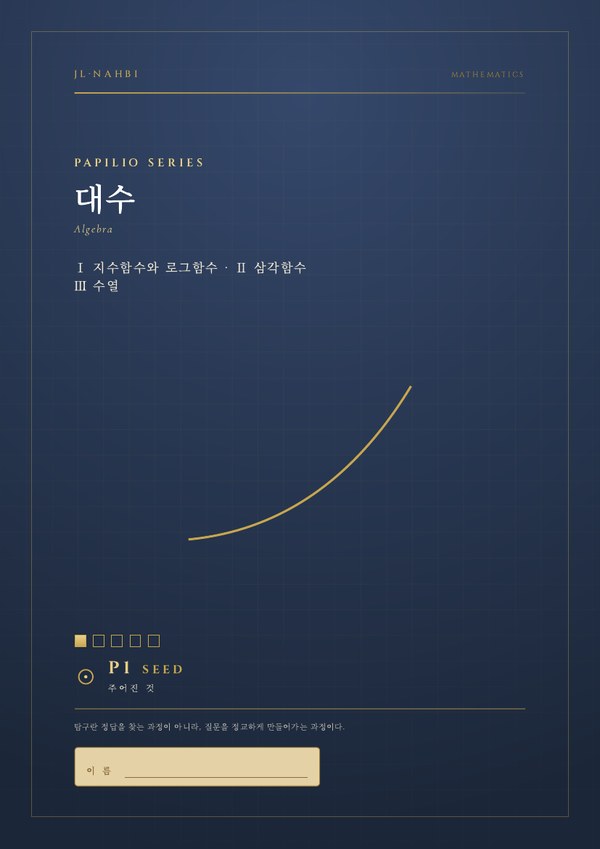 JL·NAHBI
MATHEMATICS
PAPILIO SERIES
대수
Algebra
Ⅰ 지수함수와 로그함수 · Ⅱ 삼각함수
Ⅲ 수열
P1 SEED
주어진 것
탐구란 정답을 찾는 과정이 아니라, 질문을 정교하게 만들어가는 과정이다.
이 름